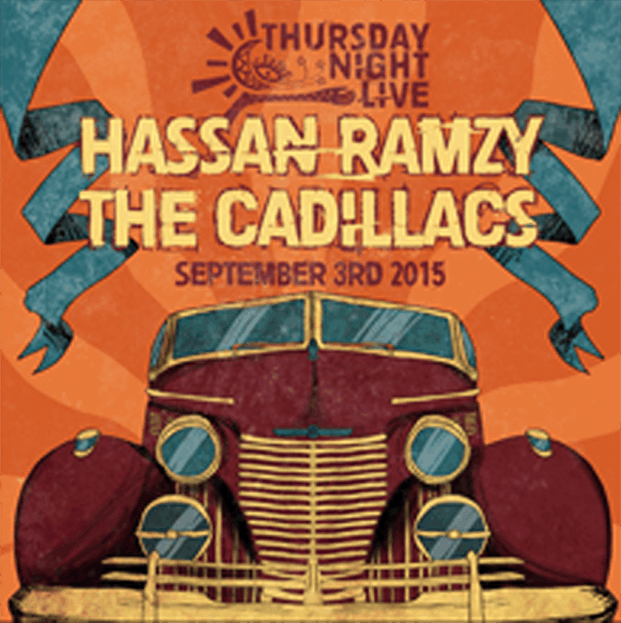 THURSDAY
NIGHT
LIVE
HASSAN RAMZY
THE CADILLACS
SEPTEMBER 3RD 2015